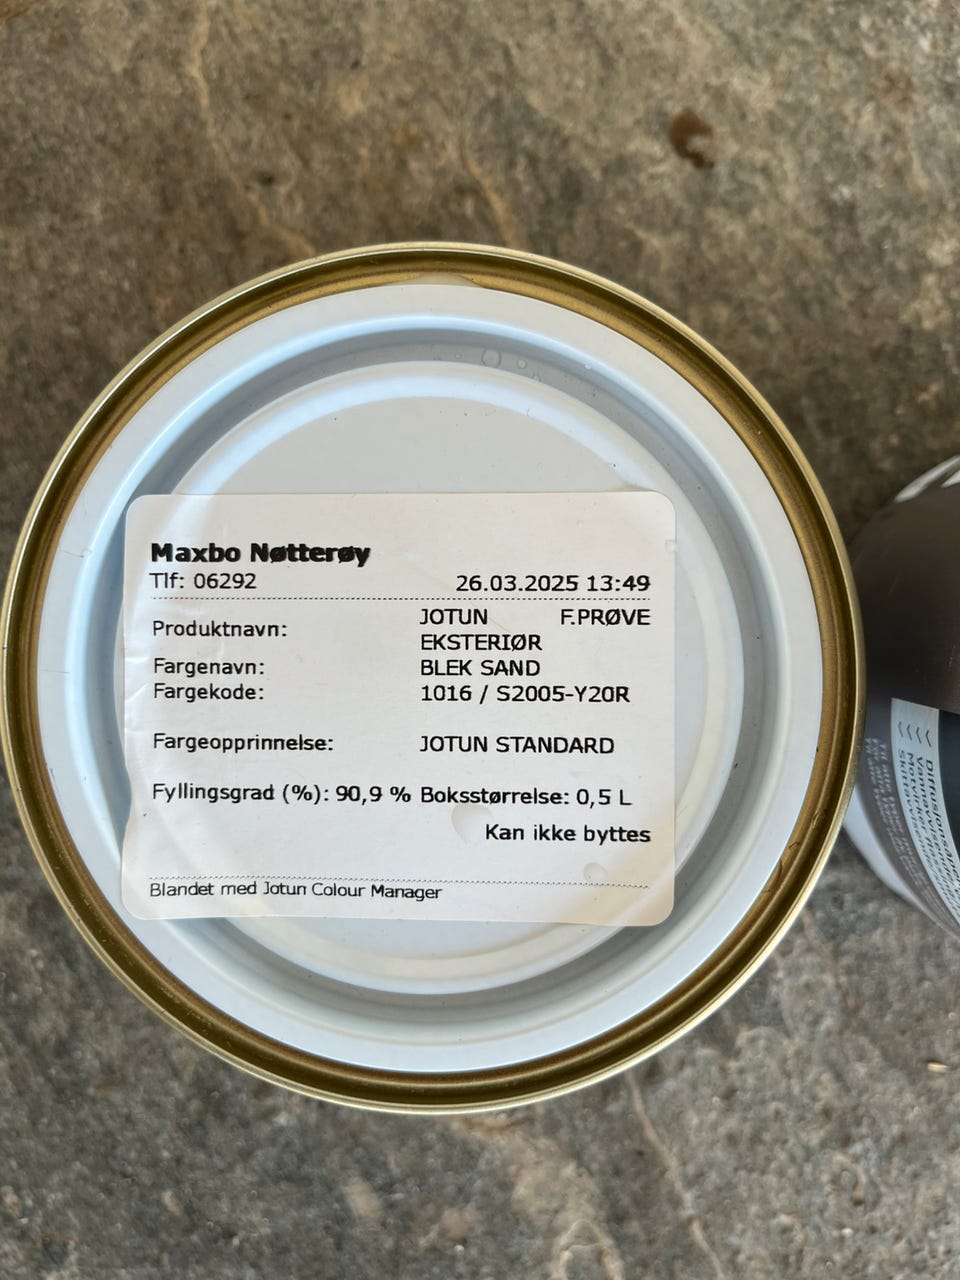 Maxbo Nøtterøy
Tlf: 06292 26.03.2025 13:49
Produktnavn: JOTUN F.PRØVE
EKSTERIØR
Fargenavn: BLEK SAND
Fargekode: 1016 / S2005-Y20R
Fargeopprinnelse: JOTUN STANDARD
Fyllingsgrad (%): 90,9 % Boksstørrelse: 0,5 L
Kan ikke byttes
Blandet med Jotun Colour Manager